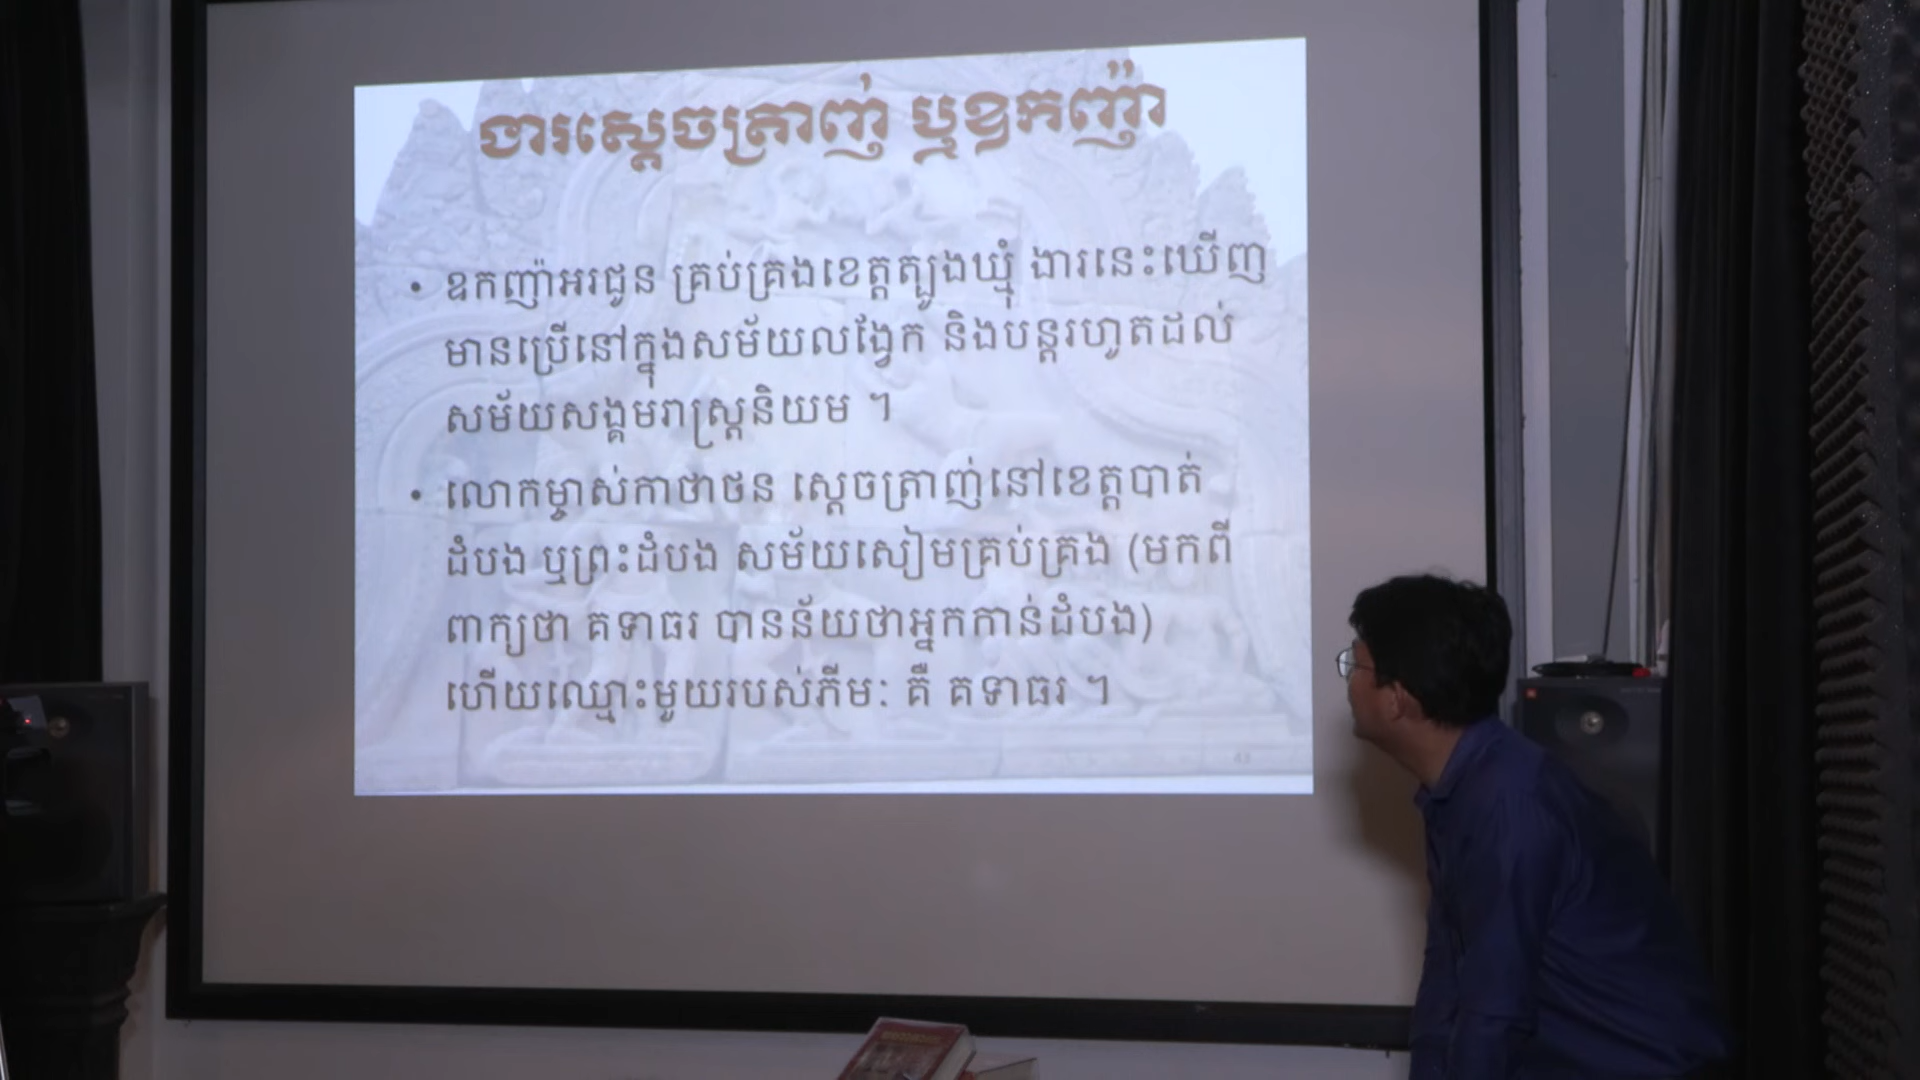 ងារស្ដេចត្រាញ់ ឬឧកញ៉ា
• ឧកញ៉ាអរជូន គ្រប់គ្រងខេត្តត្បូងឃ្មុំ ងារនេះឃើញ
មានប្រើនៅក្នុងសម័យលង្វែក និងបន្តរហូតដល់
សម័យសង្គមរាស្ត្រនិយម ។
• លោកម្ចាស់កាថាថន ស្ដេចត្រាញ់នៅខេត្តបាត់
ដំបង ឬព្រះដំបង សម័យសៀមគ្រប់គ្រង (មកពី
ពាក្យថា គទាធរ បានន័យថាអ្នកកាន់ដំបង)
ហើយឈ្មោះមួយរបស់ភីមៈ គឺ គទាធរ ។
43